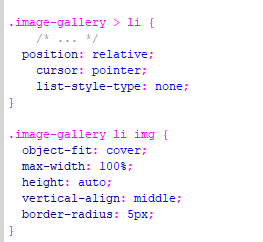 .image-gallery > li {
/* ... */
position: relative;
cursor: pointer;
list-style-type: none;
}
.image-gallery li img {
object-fit: cover;
max-width: 100%;
height: auto;
vertical-align: middle;
border-radius: 5px;
}